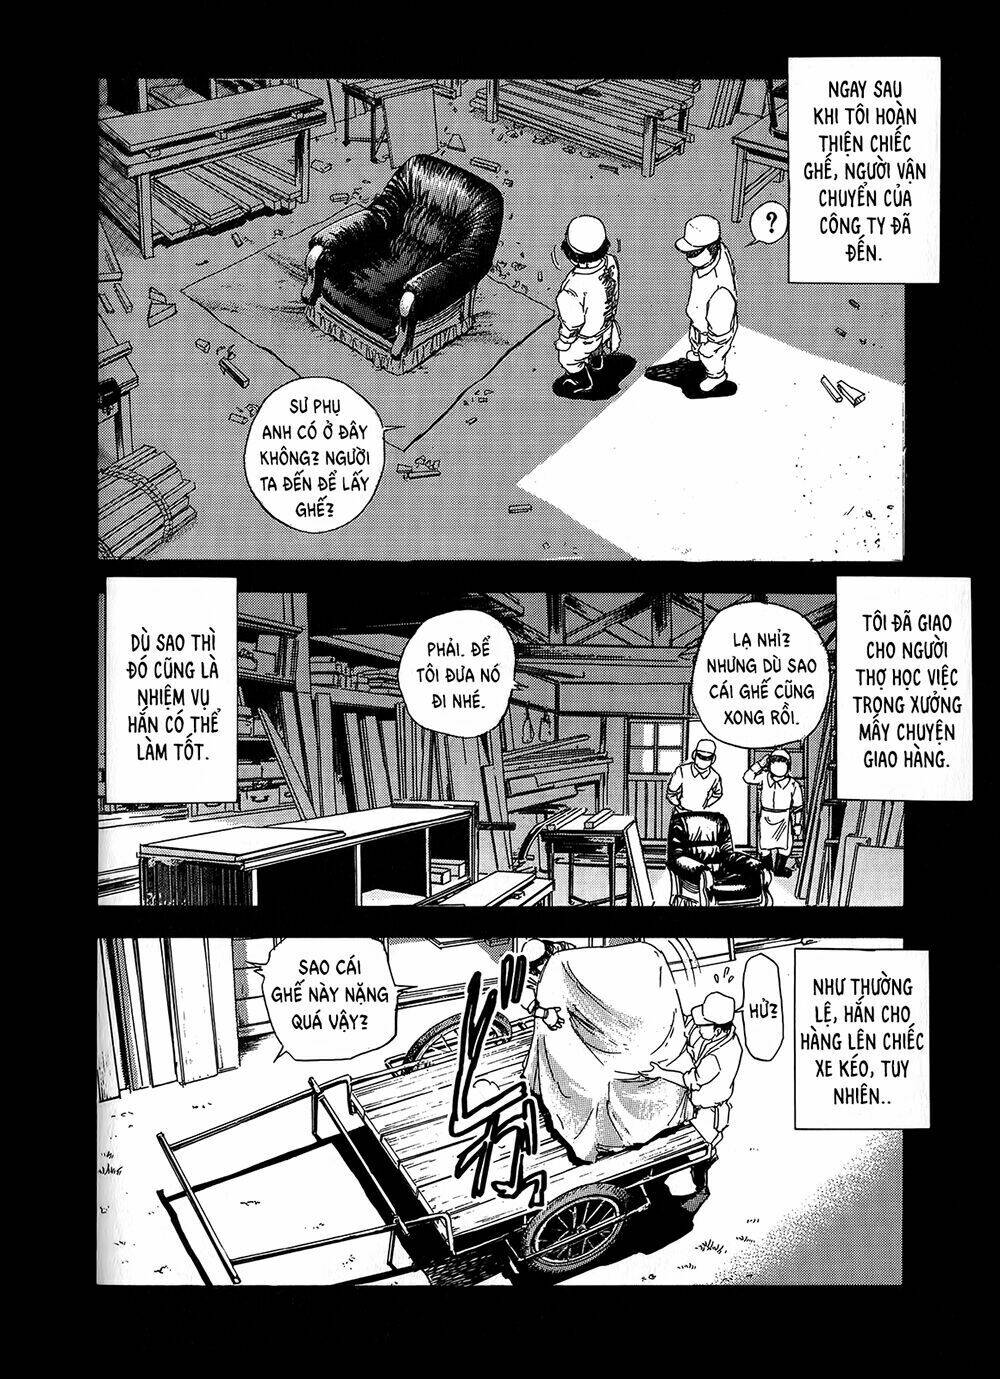 NGAY SAU
KHI TÔI HOÀN
THIỆN CHIẾC
GHẾ, NGƯỜI VẬN
CHUYỂN CỦA
CÔNG TY ĐÃ
ĐẾN.
?
SƯ PHỤ
ANH CÓ Ở ĐÂY
KHÔNG? NGƯỜI
TA ĐẾN ĐỂ LẤY
GHẾ?
TÔI ĐÃ GIAO
CHO NGƯỜI
THỢ HỌC VIỆC
TRONG XƯỞNG
MẤY CHUYỆN
GIAO HÀNG.
LẠ NHỈ?
NHƯNG DÙ SAO
CÁI GHẾ CŨNG
XONG RỒI.
PHẢI. ĐỂ
TÔI ĐƯA NÓ
ĐI NHÉ.
DÙ SAO THÌ
ĐÓ CŨNG LÀ
NHIỆM VỤ
HẮN CÓ THỂ
LÀM TỐT.
NHƯ THƯỜNG
LỆ, HẮN CHO
HÀNG LÊN CHIẾC
XE KÉO, TUY
NHIÊN..
HỬ?
SAO CÁI
GHẾ NÀY NẶNG
QUÁ VẬY?